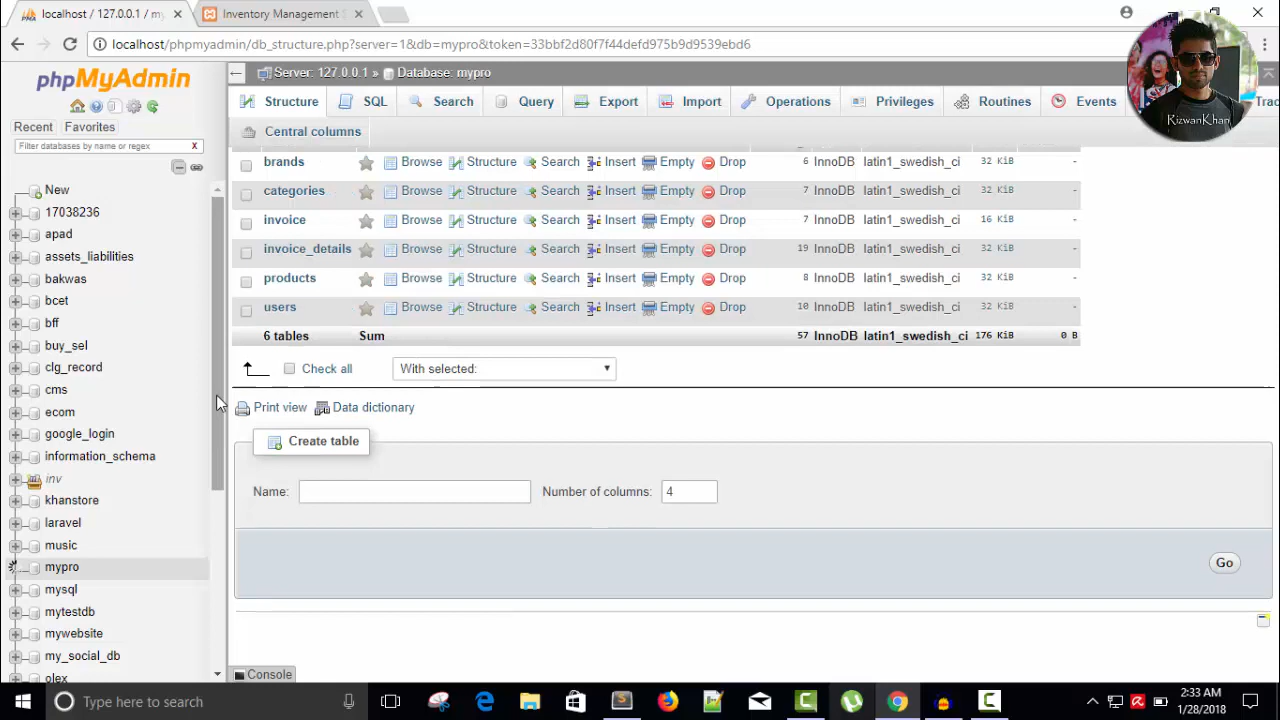 localhost / 127.0.0.1 / my
Inventory Management S
localhost/phpmyadmin/db_structure.php?server=1&db=mypro&token=33bbf2d80f7f44defd975b9d9539ebd6
phpMyAdmin
Recent Favorites
Filter databases by name or regex X
New
17038236
apad
assets_liabilities
bakwas
bcet
bff
buy_sel
clg_record
cms
ecom
google_login
information_schema
inv
khanstore
laravel
music
mypro
mysql
mytestdb
mywebsite
my_social_db
olex
Server: 127.0.0.1 » Database: mypro
Structure SQL Search Query Export Import Operations Privileges Routines Events Trac
Central columns
brands Browse Structure Search Insert Empty Drop 6 InnoDB latin1_swedish_ci 32 KiB -
categories Browse Structure Search Insert Empty Drop 7 InnoDB latin1_swedish_ci 32 KiB -
invoice Browse Structure Search Insert Empty Drop 7 InnoDB latin1_swedish_ci 16 KiB -
invoice_details Browse Structure Search Insert Empty Drop 19 InnoDB latin1_swedish_ci 32 KiB -
products Browse Structure Search Insert Empty Drop 8 InnoDB latin1_swedish_ci 32 KiB -
users Browse Structure Search Insert Empty Drop 10 InnoDB latin1_swedish_ci 32 KiB -
6 tables Sum 57 InnoDB latin1_swedish_ci 176 KiB 0 B
Check all With selected:
Print view Data dictionary
Create table
Name: Number of columns: 4
Go
Console
RizwanKhan
Type here to search
2:33 AM
1/28/2018